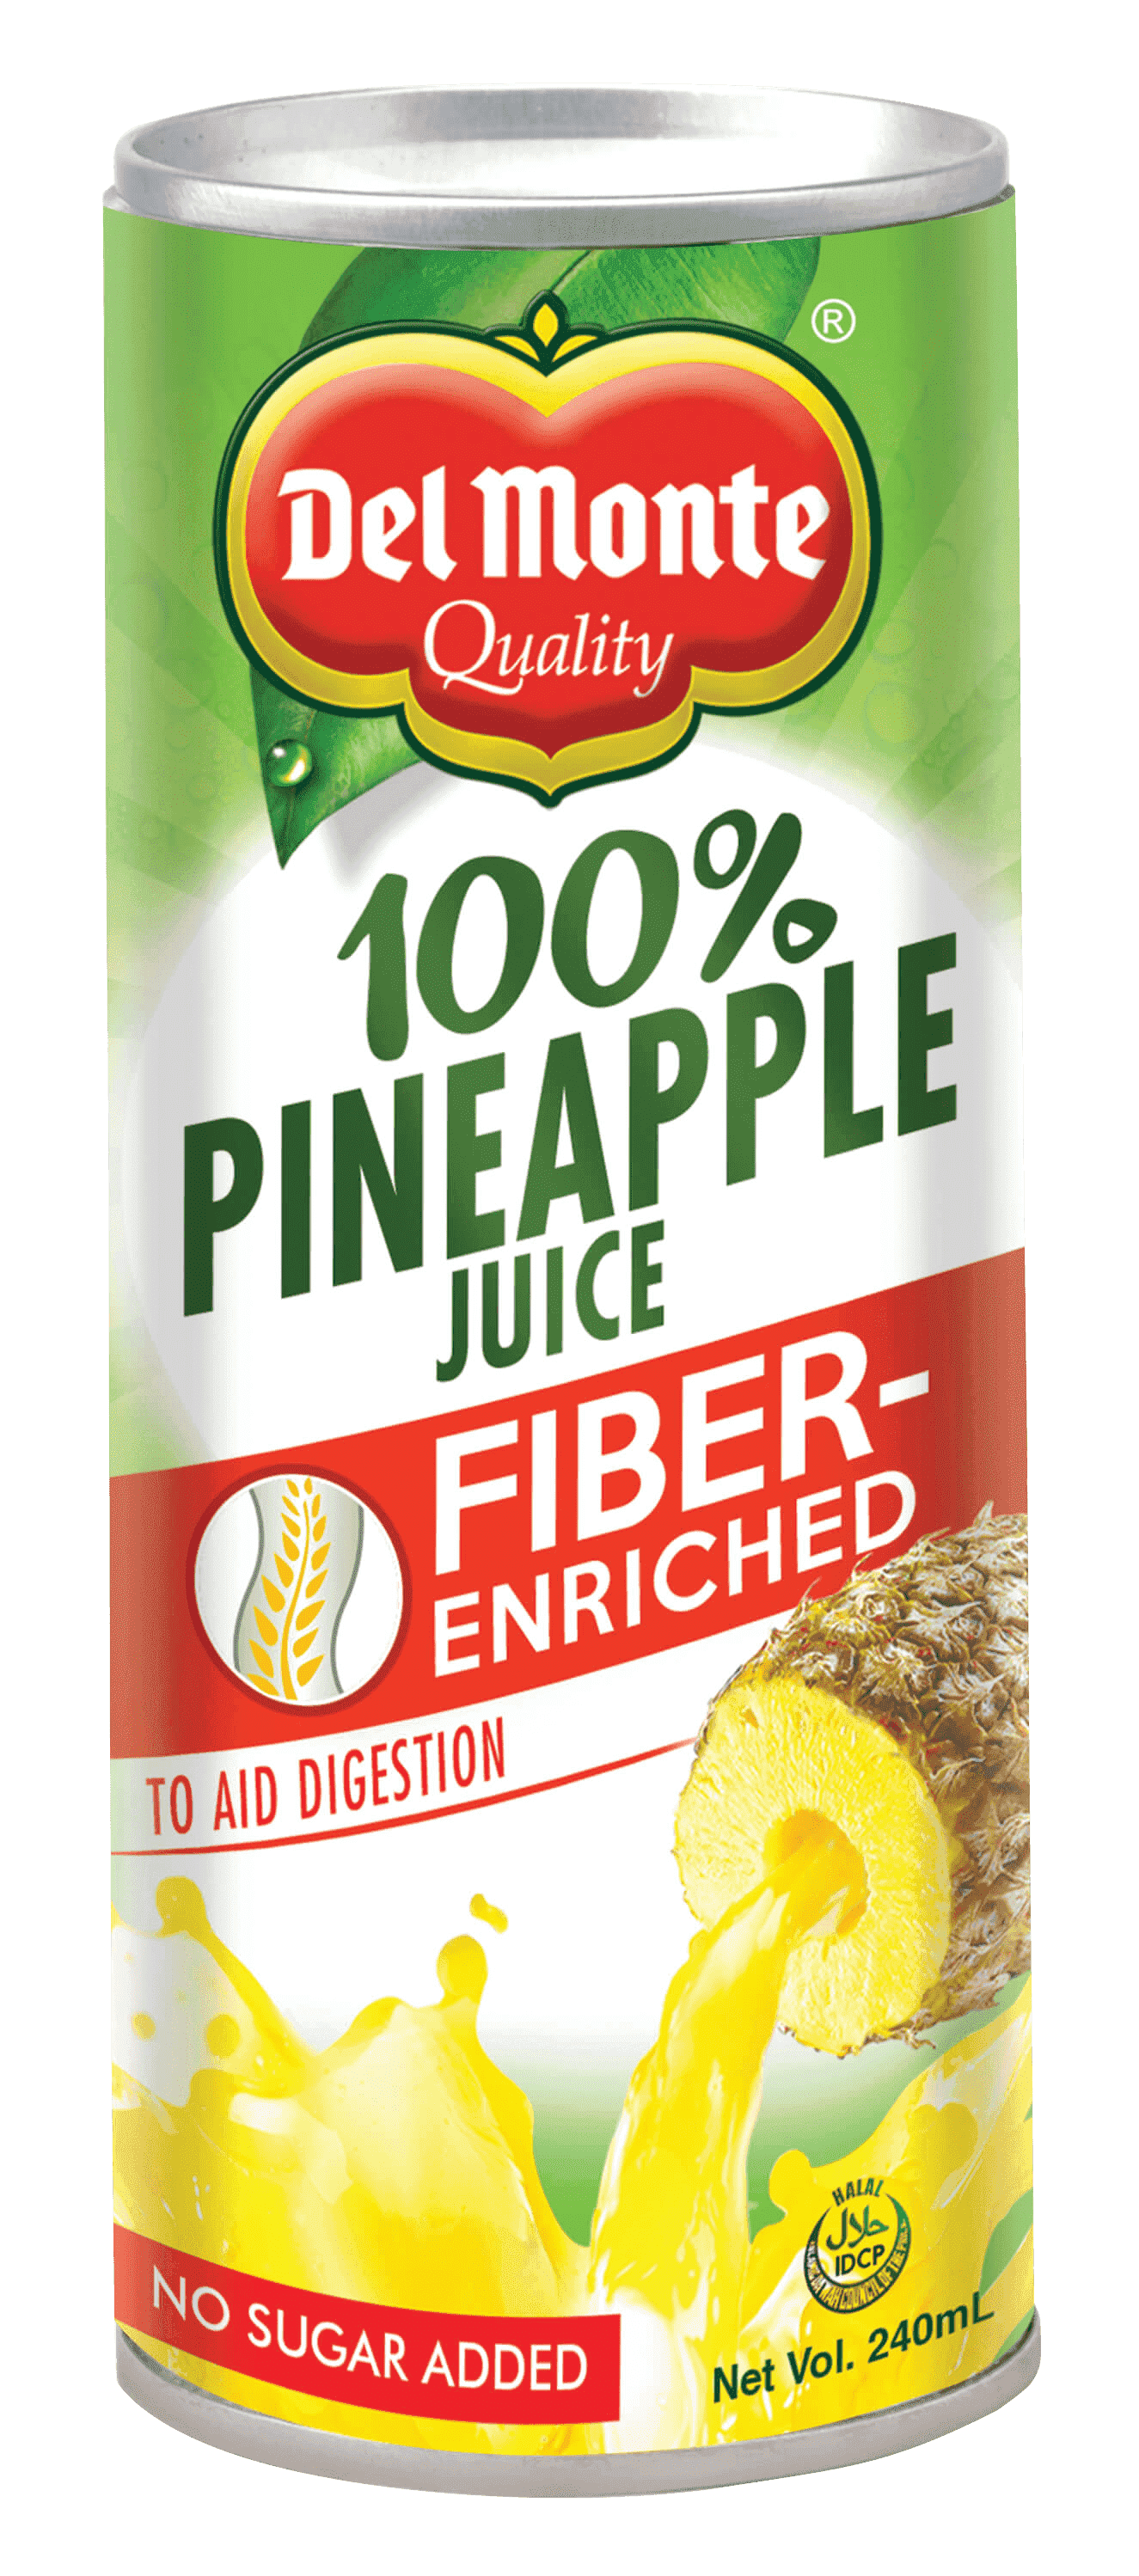 ®
Del Monte
Quality
100%
PINEAPPLE
JUICE
FIBER-
ENRICHED
TO AID DIGESTION
HALAL
حلال
IDCP
NO SUGAR ADDED
Net Vol. 240mL